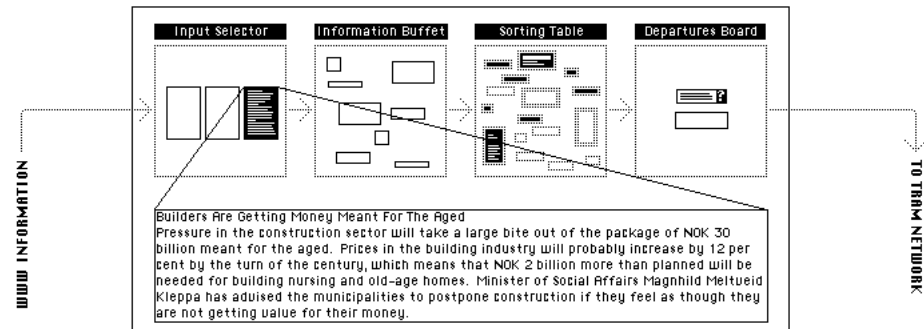 Input Selector
Information Buffet
Sorting Table
Departures Board
?
WWW INFORMATION
TO TRAM NETWORK
Builders Are Getting Money Meant For The Aged
Pressure in the construction sector will take a large bite out of the package of NOK 30
billion meant for the aged. Prices in the building industry will probably increase by 12 per
cent by the turn of the century, which means that NOK 2 billion more than planned will be
needed for building nursing and old-age homes. Minister of Social Affairs Magnhild Meltveid
Kleppa has advised the municipalities to postpone construction if they feel as though they
are not getting value for their money.